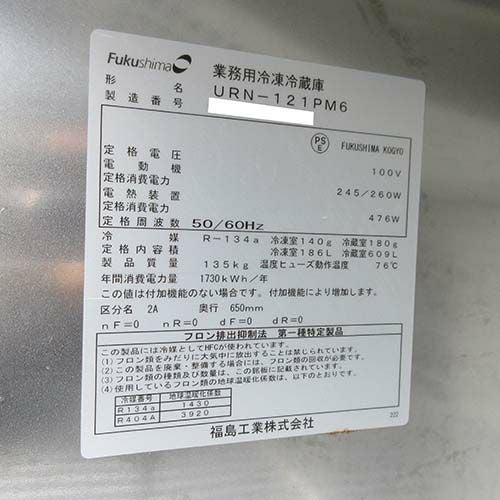 Fukushima
業務用冷凍冷蔵庫
形名 URN-121PM6
製造番号
PSE FUKUSHIMA KOGYO
定格電圧 100V
電動機
定格消費電力 245/260W
電熱装置
定格消費電力 476W
定格周波数 50/60Hz
冷媒 R-134a 冷凍室140g 冷蔵室180g
定格内容積 冷凍室186L 冷蔵室609L
製品質量 135kg 温度ヒューズ動作温度 76℃
年間消費電力量 1730kWh/年
この値は付加機能のない場合です。付加機能により増加します。
区分名 2A 奥行 650mm
nF=0 nR=0 dF=0 dR=0
フロン排出抑制法 第一種特定製品
この製品には冷媒としてHFCが使われています。
(1)フロン類をみだりに大気中に放出することは禁じられています。
(2)この製品を廃棄・整備する場合には、フロン類の回収が必要です。
(3)フロン類の種類及び数量は、この銘板に記載されています。
(4)使用しているフロン類の地球温暖化係数は、以下のとおりです。
冷媒番号 地球温暖化係数
R134a 1430
R404A 3920
福島工業株式会社
222